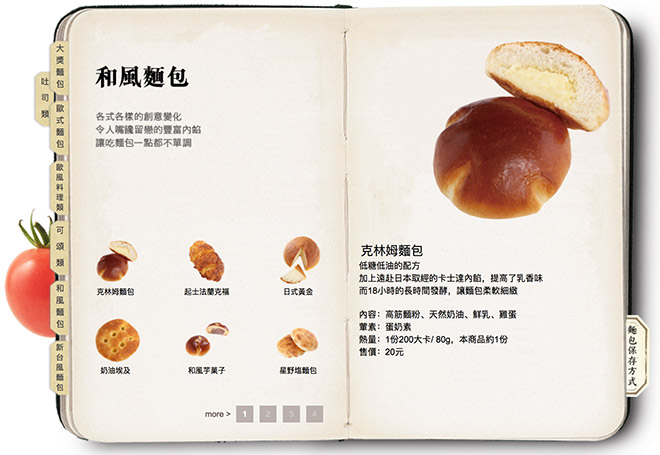 大獎麵包
吐司類
歐式麵包
歐風料理類
可頌類
和風麵包
新台風麵包
和風麵包
各式各樣的創意變化
令人嘴饞留戀的豐富內餡
讓吃麵包一點都不單調
克林姆麵包
起士法蘭克福
日式黃金
奶油埃及
和風芋菓子
星野塩麵包
more > 1 2 3 4
克林姆麵包
低糖低油的配方
加上遠赴日本取經的卡士達內餡，提高了乳香味
而18小時的長時間發酵，讓麵包柔軟細緻
內容：高筋麵粉、天然奶油、鮮乳、雞蛋
葷素：蛋奶素
熱量：1份200大卡/ 80g，本商品約1份
售價：20元
麵包保存方式